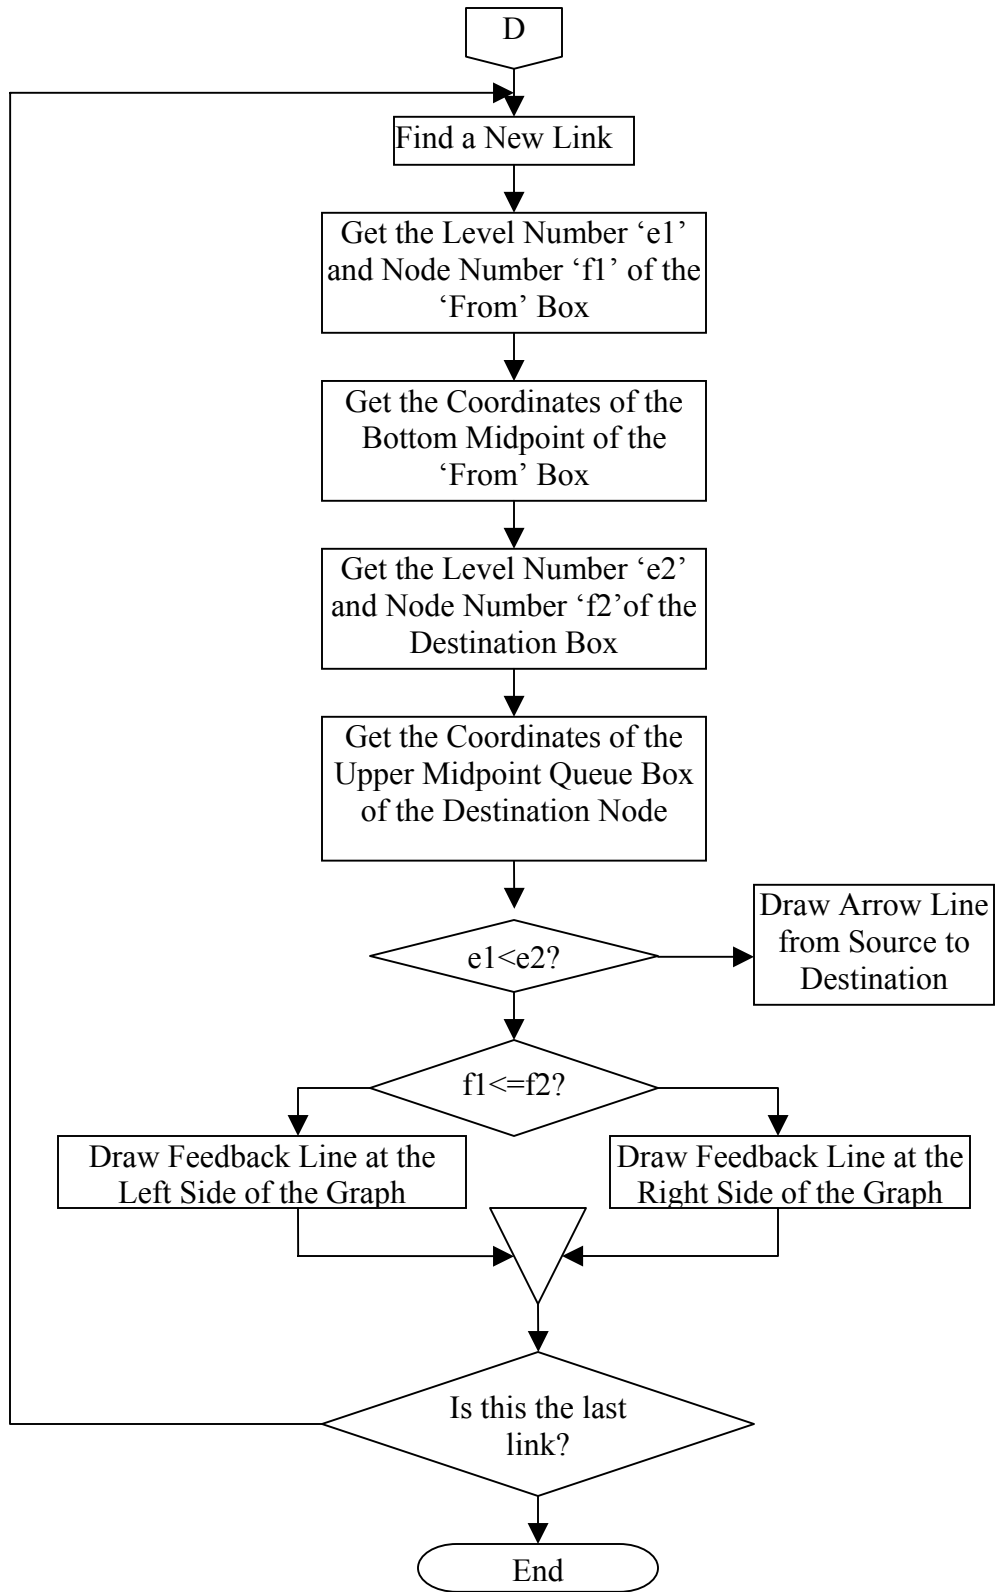 D
Find a New Link
Get the Level Number ‘e1’
and Node Number ‘f1’ of the
‘From’ Box
Get the Coordinates of the
Bottom Midpoint of the
‘From’ Box
Get the Level Number ‘e2’
and Node Number ‘f2’of the
Destination Box
Get the Coordinates of the
Upper Midpoint Queue Box
of the Destination Node
e1<e2?
Draw Arrow Line
from Source to
Destination
f1<=f2?
Draw Feedback Line at the
Left Side of the Graph
Draw Feedback Line at the
Right Side of the Graph
Is this the last
link?
End